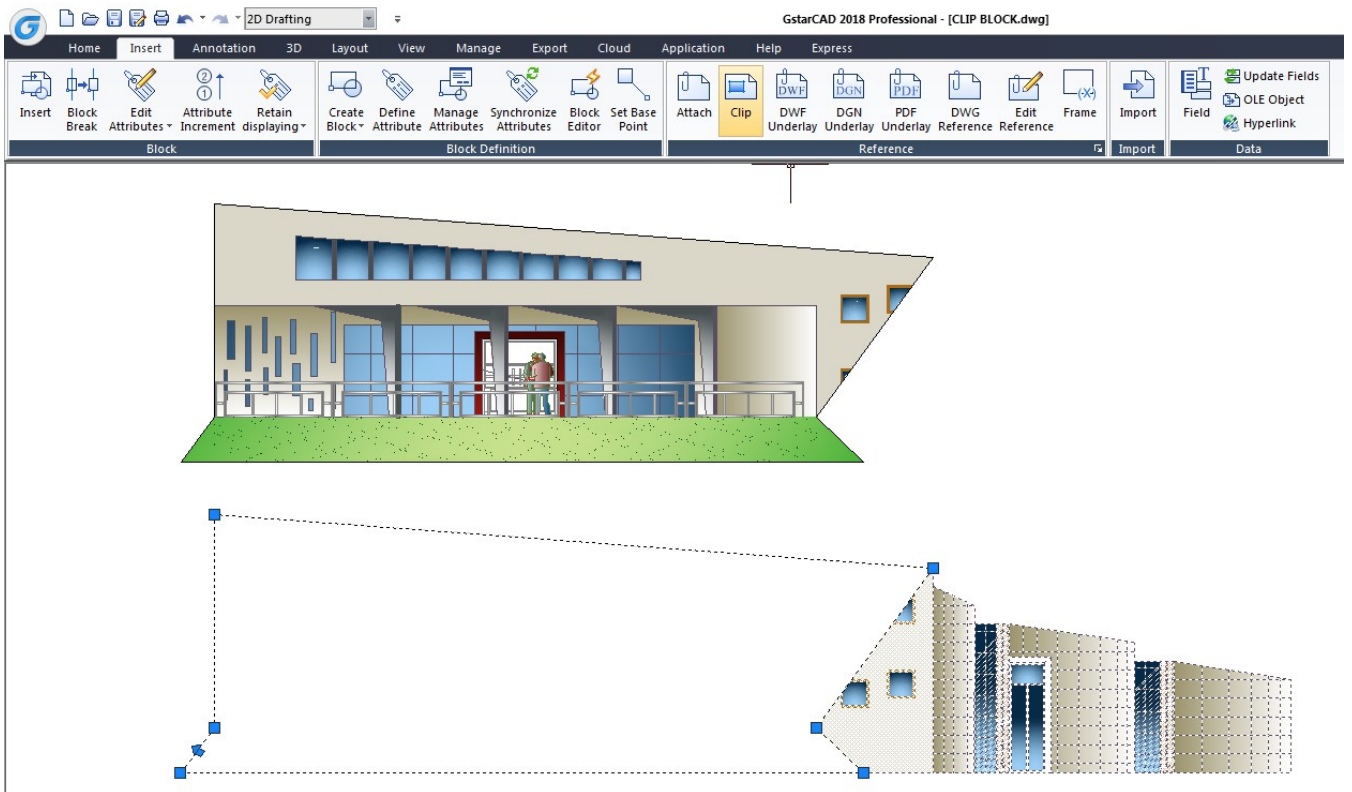 2D Drafting
GstarCAD 2018 Professional - [CLIP BLOCK.dwg]
Home Insert Annotation 3D Layout View Manage Export Cloud Application Help Express
Insert
Block
Break
Edit
Attributes
Attribute
Increment
Retain
displaying
Block
Create
Block
Define
Attribute
Manage
Attributes
Synchronize
Attributes
Block
Editor
Set Base
Point
Block Definition
Attach
Clip
DWF
DWF
Underlay
DGN
DGN
Underlay
PDF
PDF
Underlay
DWG
Reference
Edit
Reference
(X)
Frame
Reference
Import
Import
Field
Update Fields
OLE Object
Hyperlink
Data